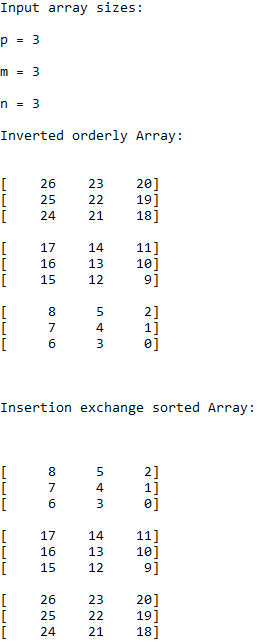 Input array sizes:
p = 3
m = 3
n = 3
Inverted orderly Array:
[ 26 23 20]
[ 25 22 19]
[ 24 21 18]
[ 17 14 11]
[ 16 13 10]
[ 15 12 9]
[ 8 5 2]
[ 7 4 1]
[ 6 3 0]
Insertion exchange sorted Array:
[ 8 5 2]
[ 7 4 1]
[ 6 3 0]
[ 17 14 11]
[ 16 13 10]
[ 15 12 9]
[ 26 23 20]
[ 25 22 19]
[ 24 21 18]